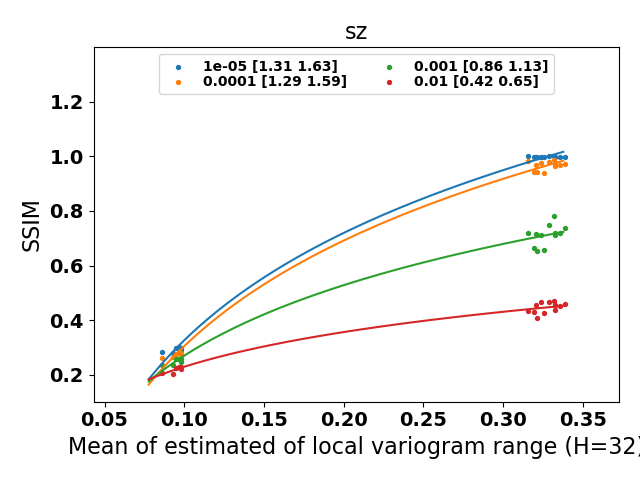 sz
1e-05 [1.31 1.63] 0.001 [0.86 1.13]
0.0001 [1.29 1.59] 0.01 [0.42 0.65]
SSIM
1.2
1.0
0.8
0.6
0.4
0.2
0.05 0.10 0.15 0.20 0.25 0.30 0.35
Mean of estimated of local variogram range (H=32)